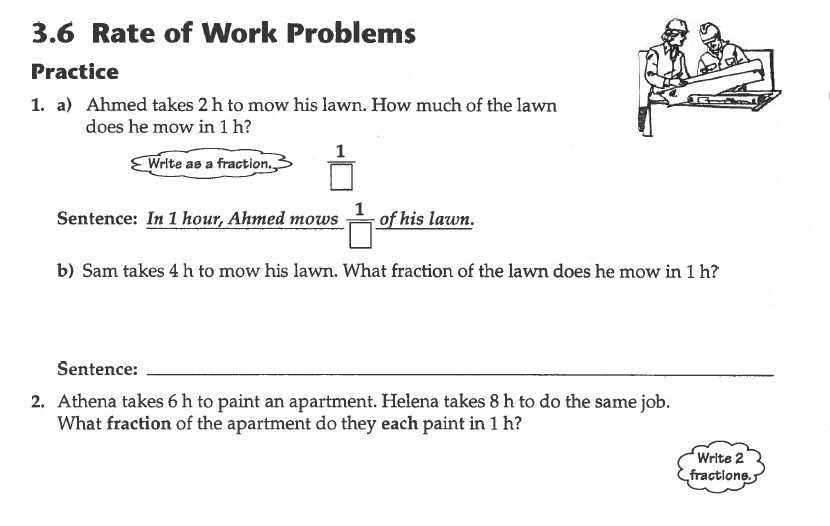 3.6 Rate of Work Problems
Practice
1. a) Ahmed takes 2 h to mow his lawn. How much of the lawn
does he mow in 1 h?
Write as a fraction.
1
Sentence: In 1 hour, Ahmed mows 1 of his lawn.
b) Sam takes 4 h to mow his lawn. What fraction of the lawn does he mow in 1 h?
Sentence:
2. Athena takes 6 h to paint an apartment. Helena takes 8 h to do the same job.
What fraction of the apartment do they each paint in 1 h?
Write 2
fractions.